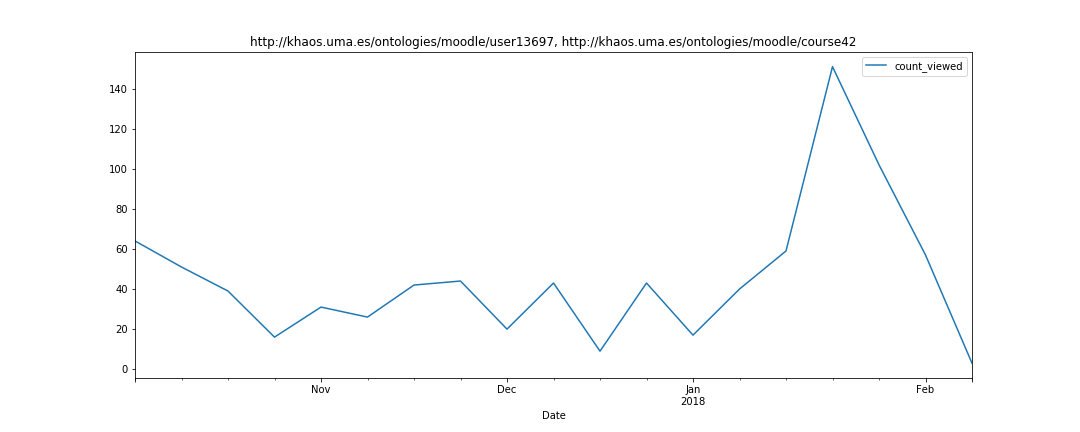 http://khaos.uma.es/ontologies/moodle/user13697, http://khaos.uma.es/ontologies/moodle/course42
count_viewed
140
120
100
80
60
40
20
0
Nov
Dec
Jan
2018
Feb
Date